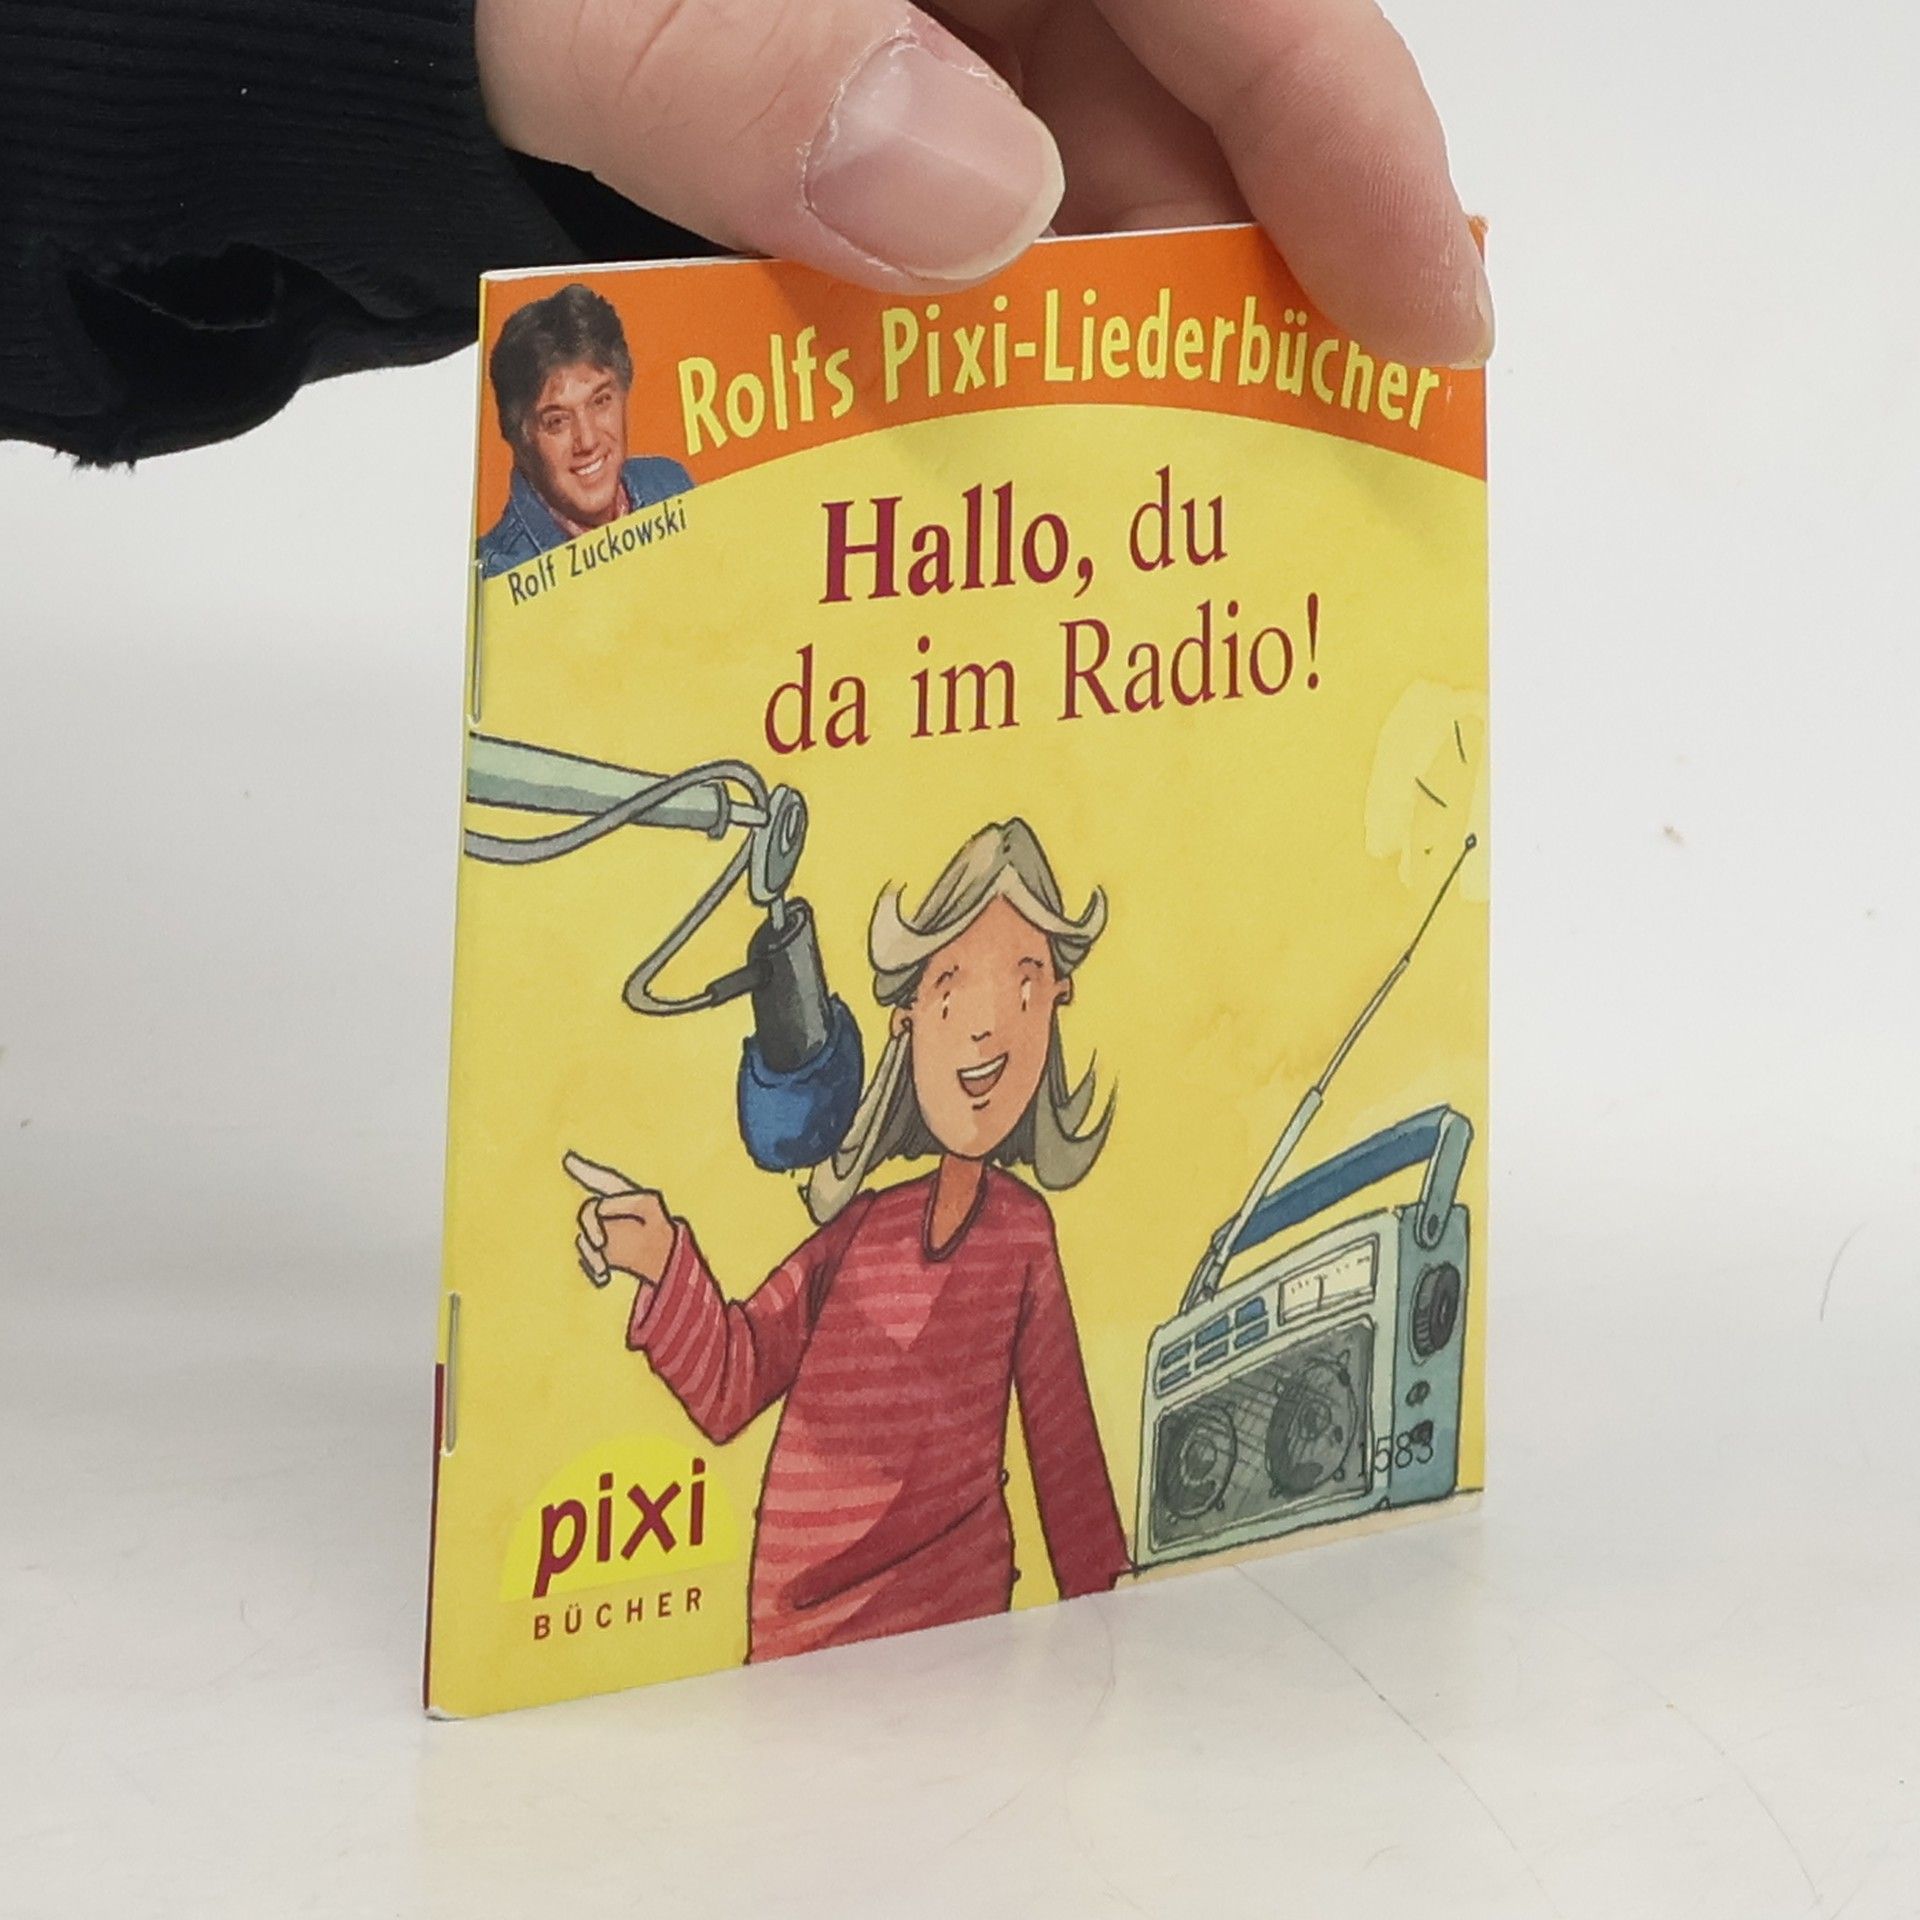 Rolfs Pixi-Liederbücher
Rolf Zuckowski
Hallo, du
da im Radio!
1583
pixi
BÜCHER